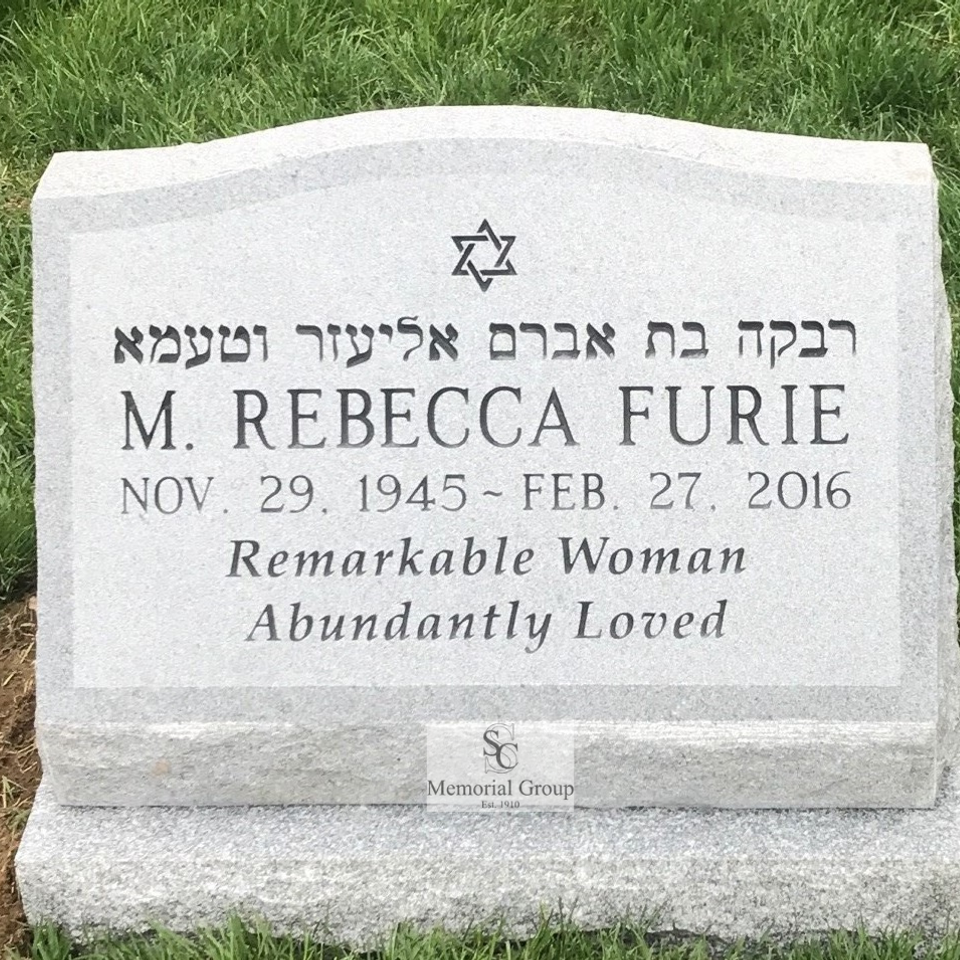 רבקה בת אברם אליעזר וטעמא
M. REBECCA FURIE
NOV. 29, 1945 ~ FEB. 27, 2016
Remarkable Woman
Abundantly Loved
SC
Memorial Group
Est. 1910